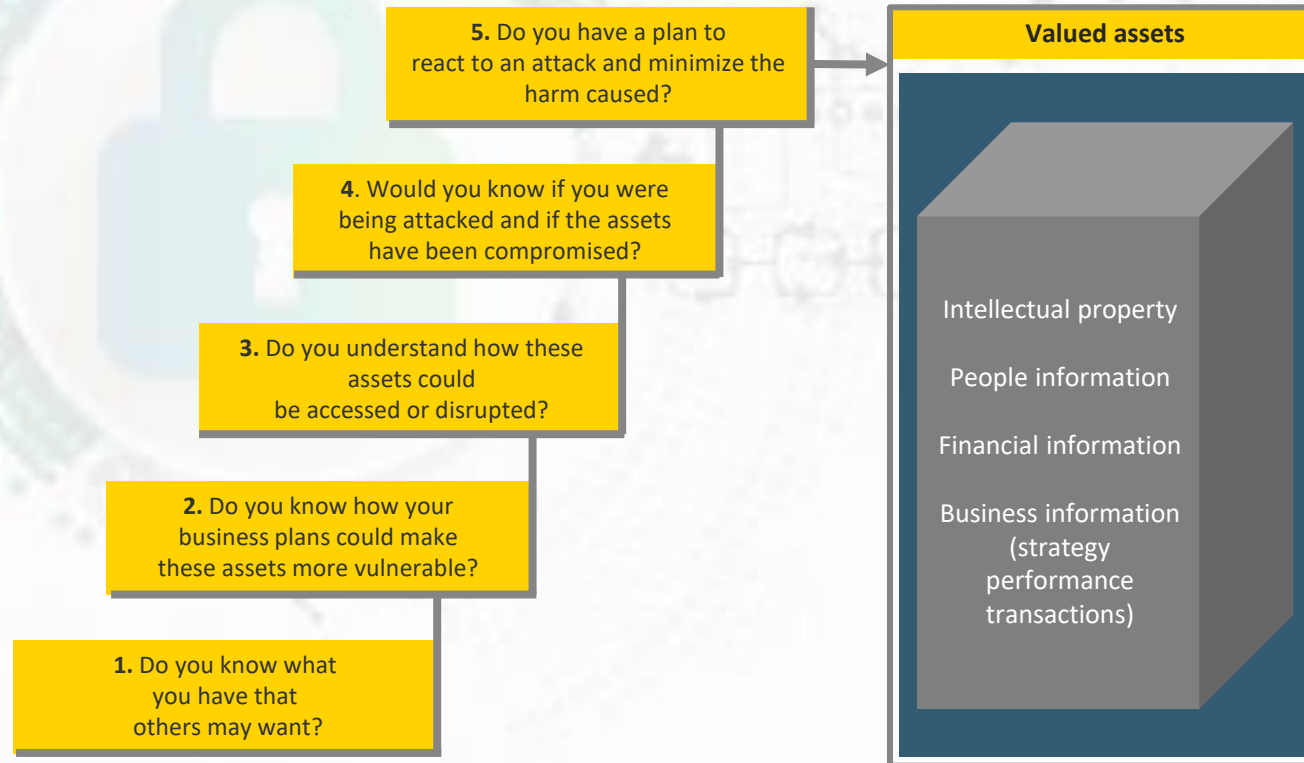 5. Do you have a plan to
react to an attack and minimize the
harm caused?
Valued assets
4. Would you know if you were
being attacked and if the assets
have been compromised?
3. Do you understand how these
assets could
be accessed or disrupted?
2. Do you know how your
business plans could make
these assets more vulnerable?
1. Do you know what
you have that
others may want?
Intellectual property
People information
Financial information
Business information
(strategy
performance
transactions)